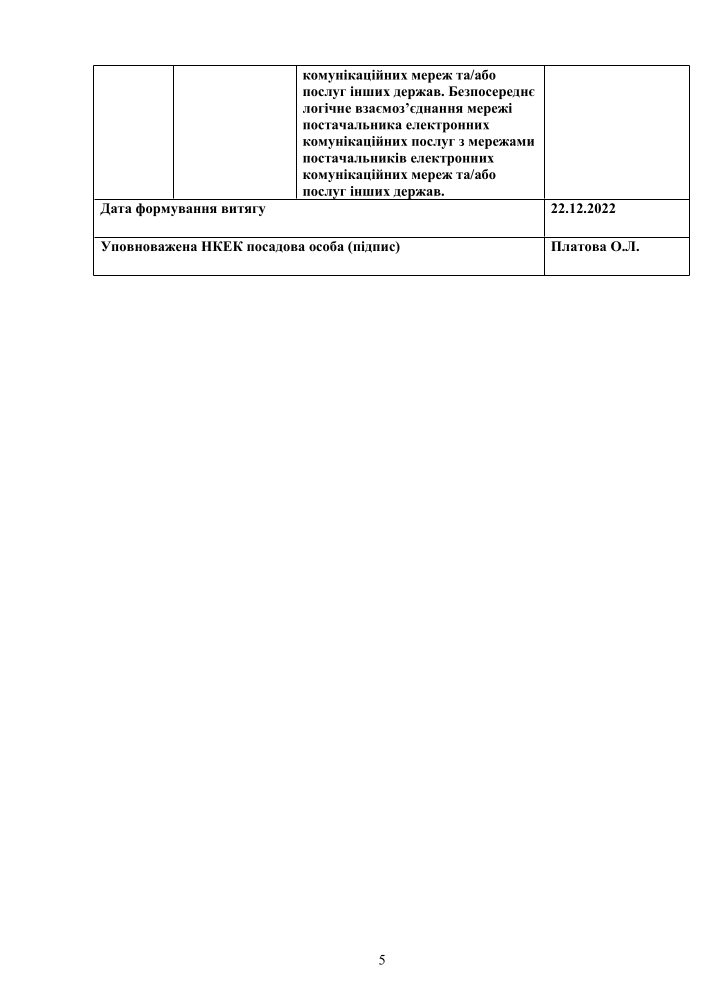 комунікаційних мереж та/або
послуг інших держав. Безпосереднє
логічне взаємоз’єднання мережі
постачальника електронних
комунікаційних послуг з мережами
постачальників електронних
комунікаційних мереж та/або
послуг інших держав.
Дата формування витягу 22.12.2022
Уповноважена НКЕК посадова особа (підпис) Платова О.Л.
5